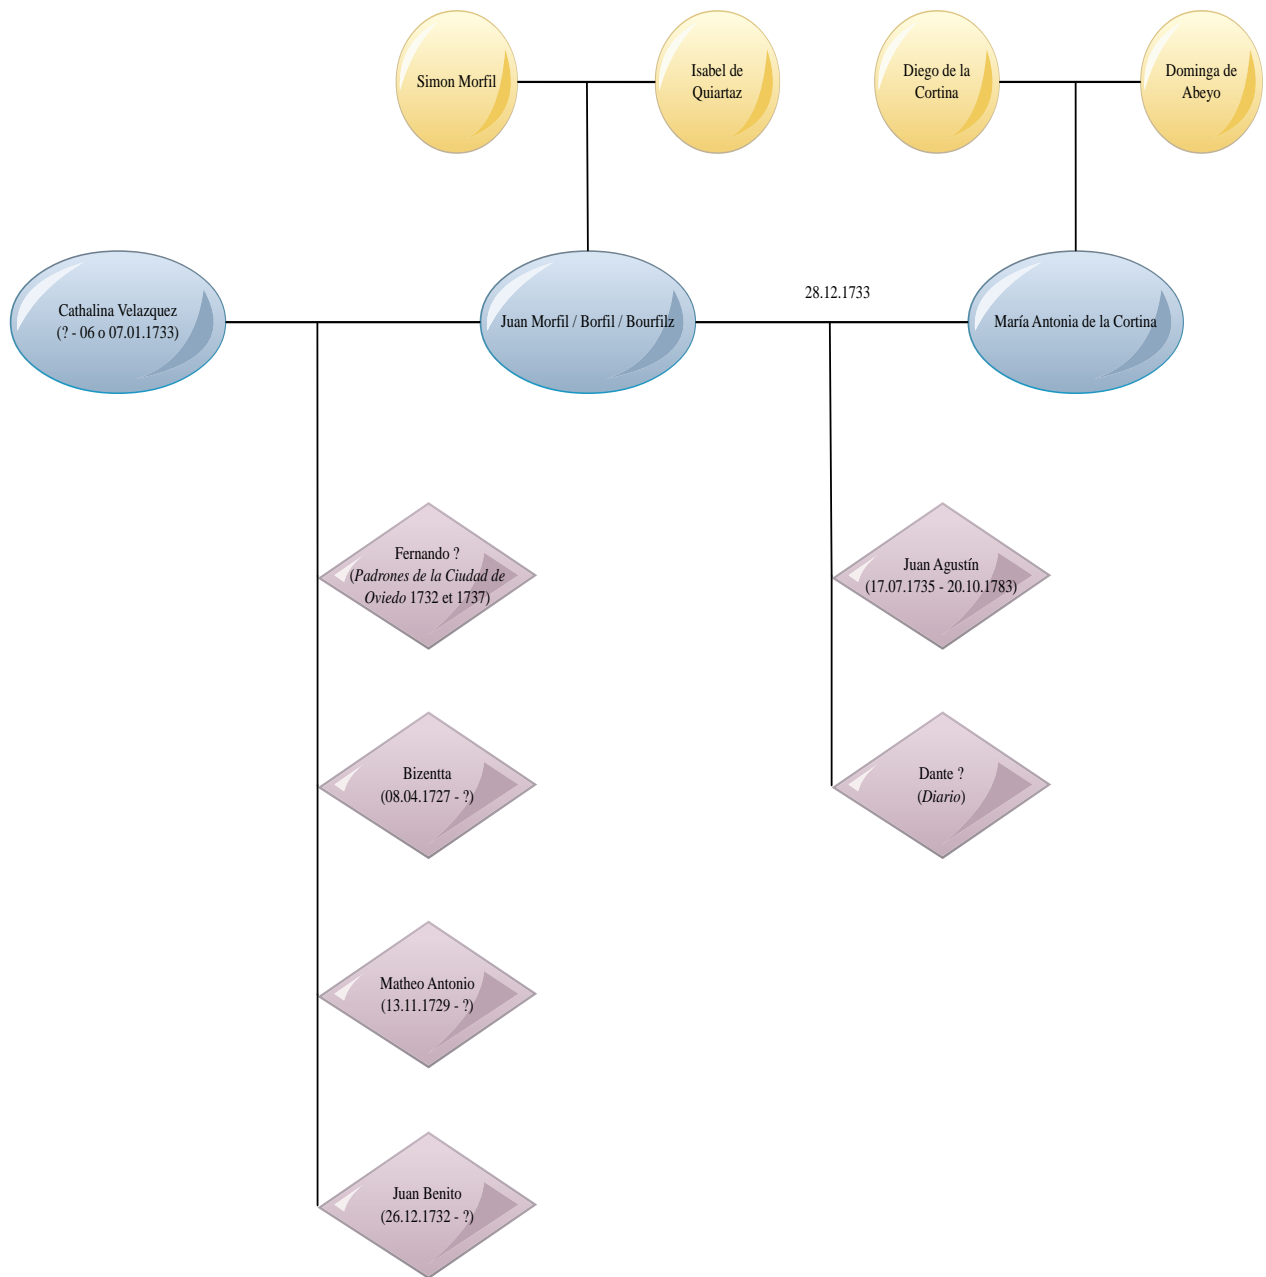 Simon Morfil
Isabel de
Quiartaz
Diego de la
Cortina
Dominga de
Abeyo
Cathalina Velazquez
(? - 06 o 07.01.1733)
Juan Morfil / Borfil / Bourfilz
28.12.1733
María Antonia de la Cortina
Fernando ?
(Padrones de la Ciudad de
Oviedo 1732 et 1737)
Juan Agustín
(17.07.1735 - 20.10.1783)
Bizentta
(08.04.1727 - ?)
Dante ?
(Diario)
Matheo Antonio
(13.11.1729 - ?)
Juan Benito
(26.12.1732 - ?)